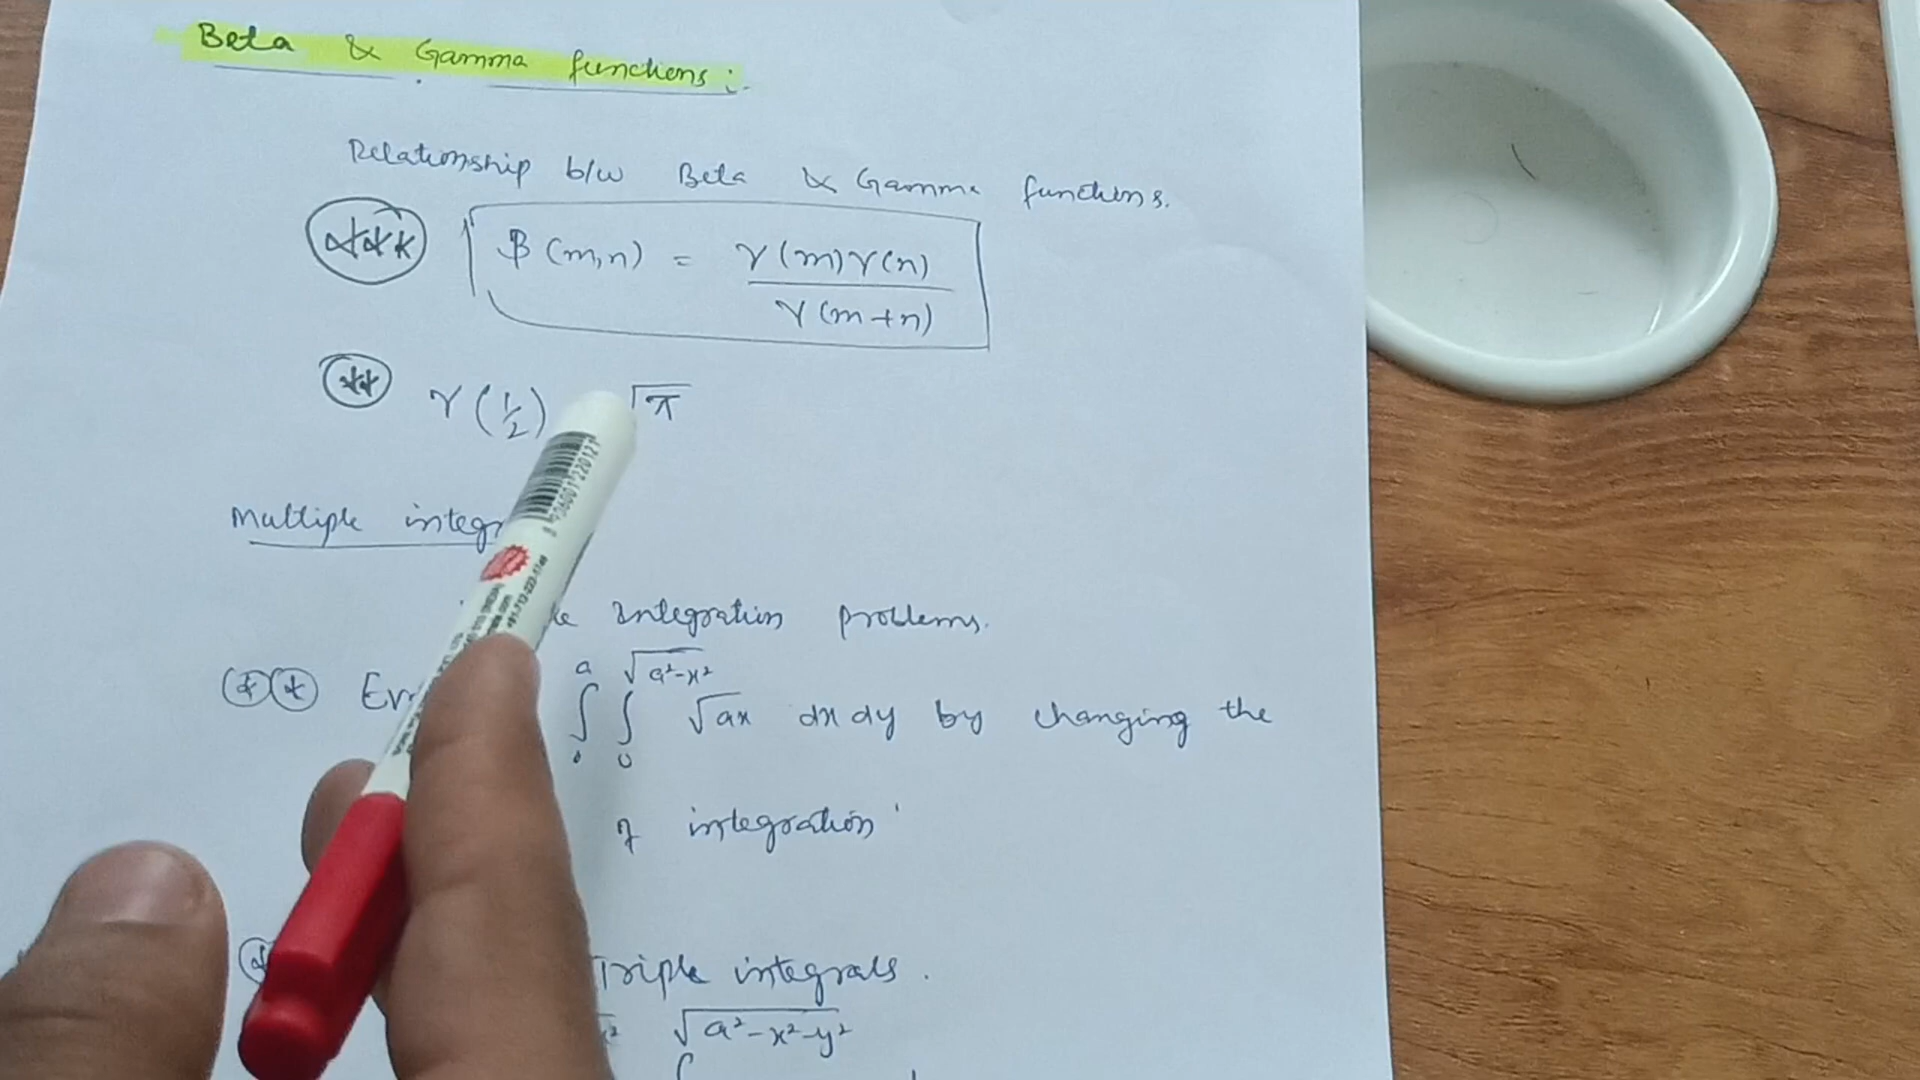 Beta & Gamma functions:-
Relationship b/w Beta & Gamma functions.
β(m,n) = γ(m)γ(n) / γ(m+n)
γ(1/2) √π
Multiple
Integration problems.
∫₀ᵃ ∫₀^√(a²-x²) √ax dx dy by changing the
integration
Triple integrals.
√(a²-x²-y²)